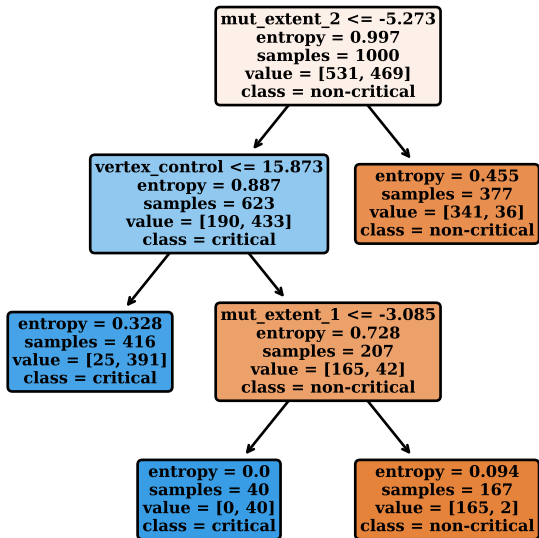 mut_extent_2 <= -5.273
entropy = 0.997
samples = 1000
value = [531, 469]
class = non-critical
vertex_control <= 15.873
entropy = 0.887
samples = 623
value = [190, 433]
class = critical
entropy = 0.455
samples = 377
value = [341, 36]
class = non-critical
entropy = 0.328
samples = 416
value = [25, 391]
class = critical
mut_extent_1 <= -3.085
entropy = 0.728
samples = 207
value = [165, 42]
class = non-critical
entropy = 0.0
samples = 40
value = [0, 40]
class = critical
entropy = 0.094
samples = 167
value = [165, 2]
class = non-critical